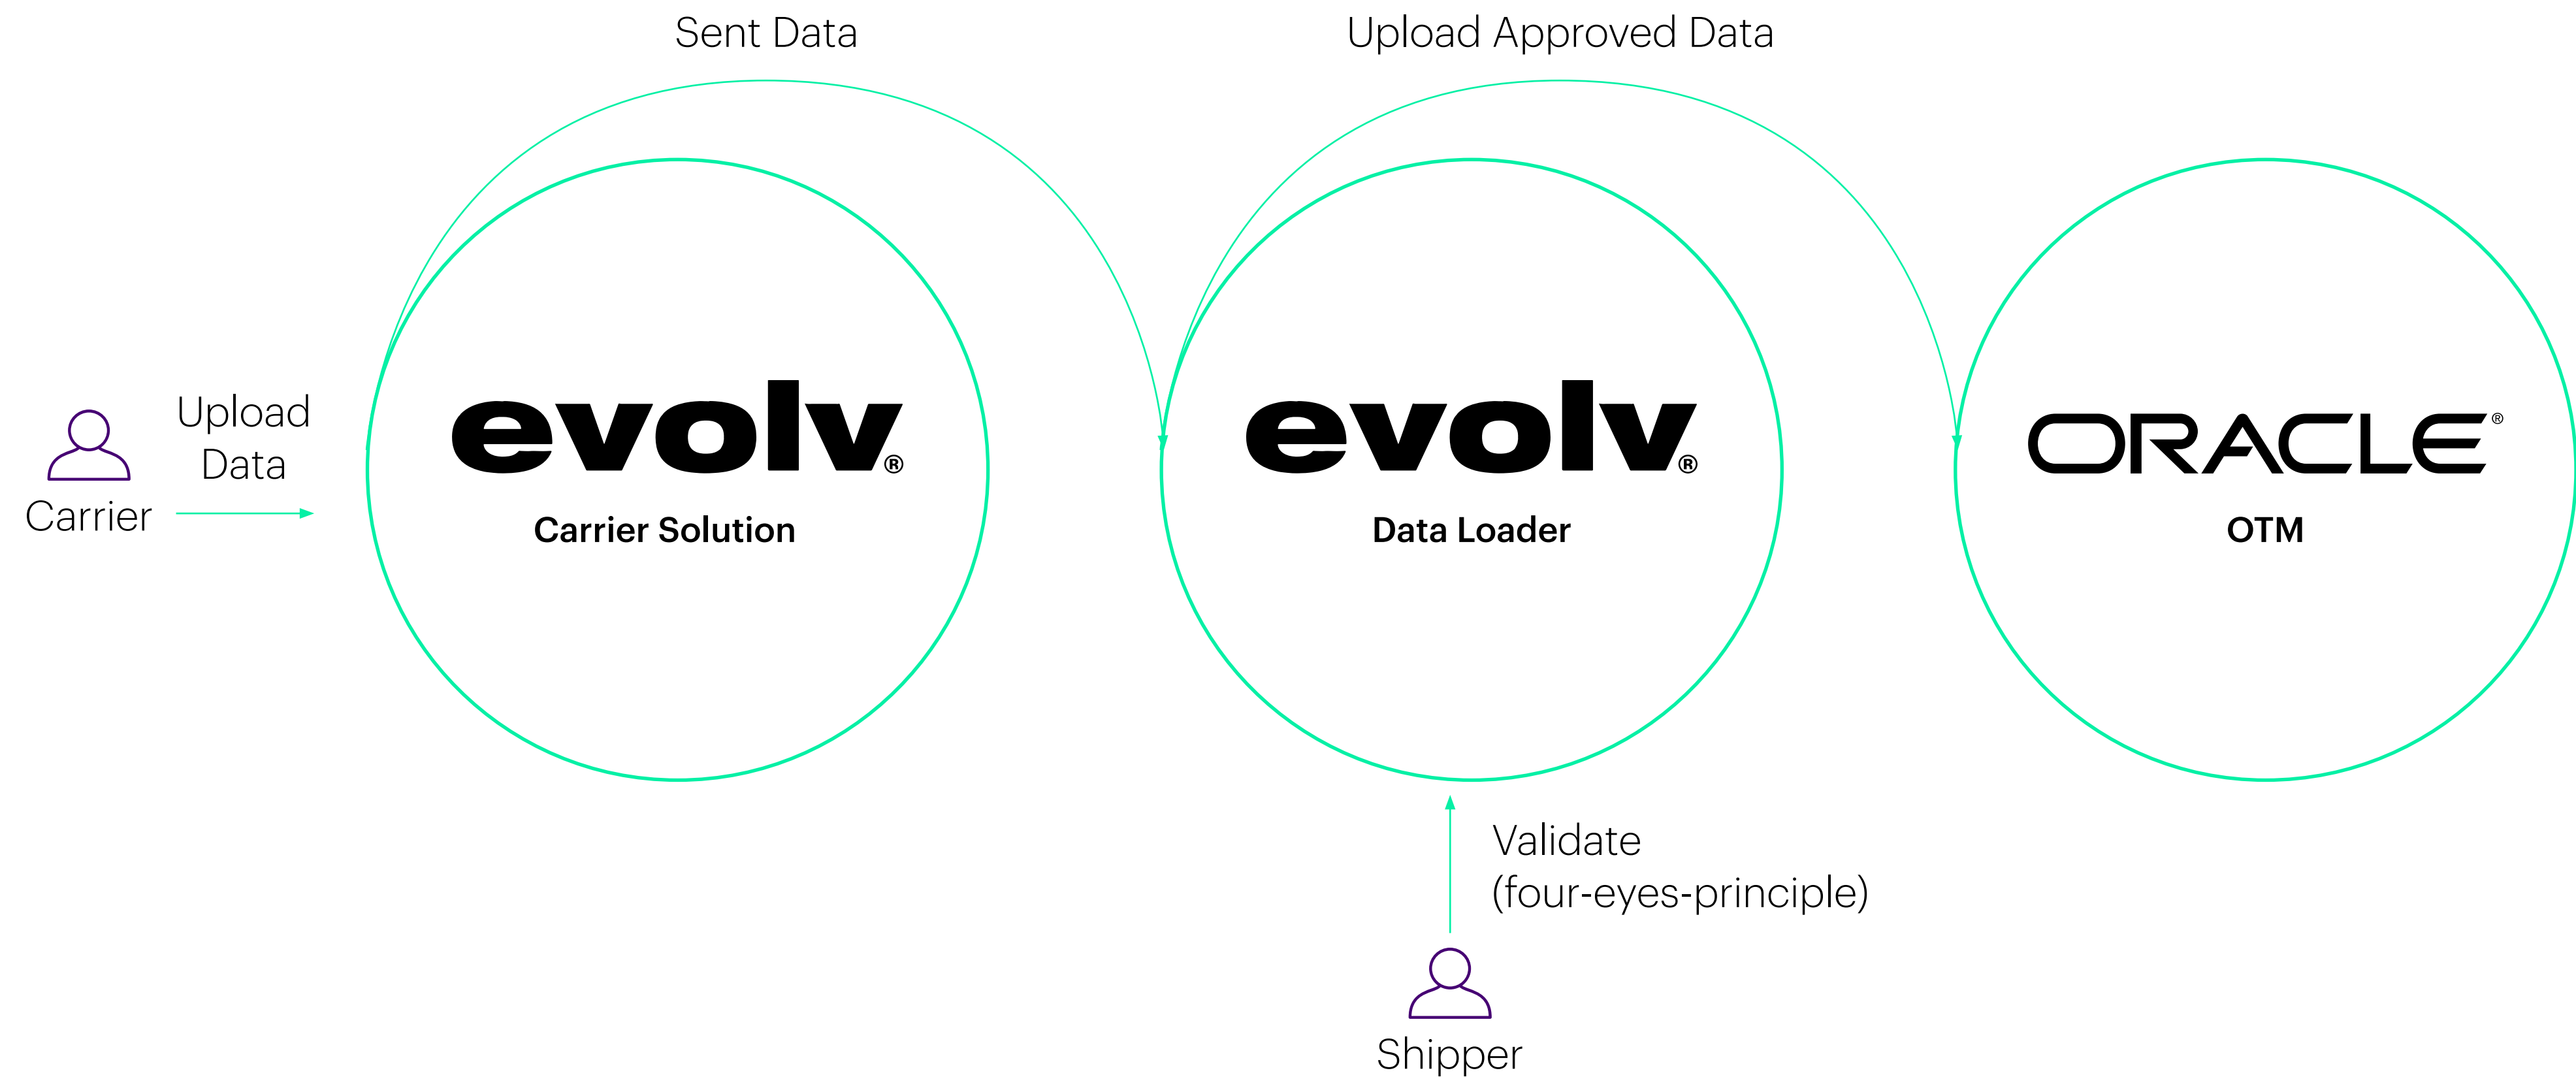 Sent Data
Upload Approved Data
Upload
Data
Carrier
evolv®
Carrier Solution
evolv®
Data Loader
ORACLE®
OTM
Validate
(four-eyes-principle)
Shipper